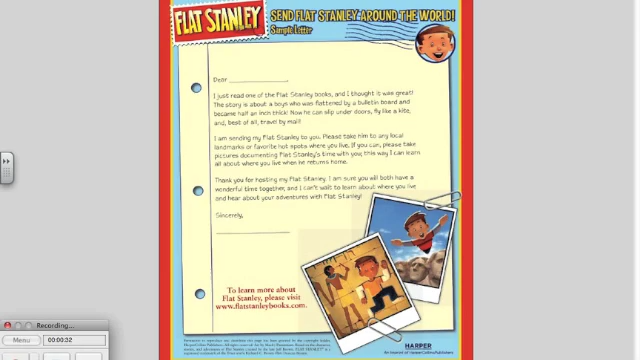 FLAT STANLEY
SEND FLAT STANLEY AROUND THE WORLD!
Sample Letter
Dear ________________.
I just read one of the Flat Stanley books, and I thought it was great!
The story is about a boys who was flattened by a bulletin board and
became half an inch thick! Now he can slip under doors, fly like a kite,
and, best of all, travel by mail!
I am sending my Flat Stanley to you. Please take him to any local
landmarks or favorite hot spots where you live. If you can, please take
pictures documenting Flat Stanley's time with you; this way I can learn
all about where you live when he returns home.
Thank you for hosting my Flat Stanley. I am sure you will both have a
wonderful time together, and I can't wait to learn about where you live
and hear about your adventures with Flat Stanley!
Sincerely,
To learn more about
Flat Stanley, please visit
www.flatstanleybooks.com.
HARPER
An Imprint of HarperCollinsPublishers
Recording...
Menu
00:00:32